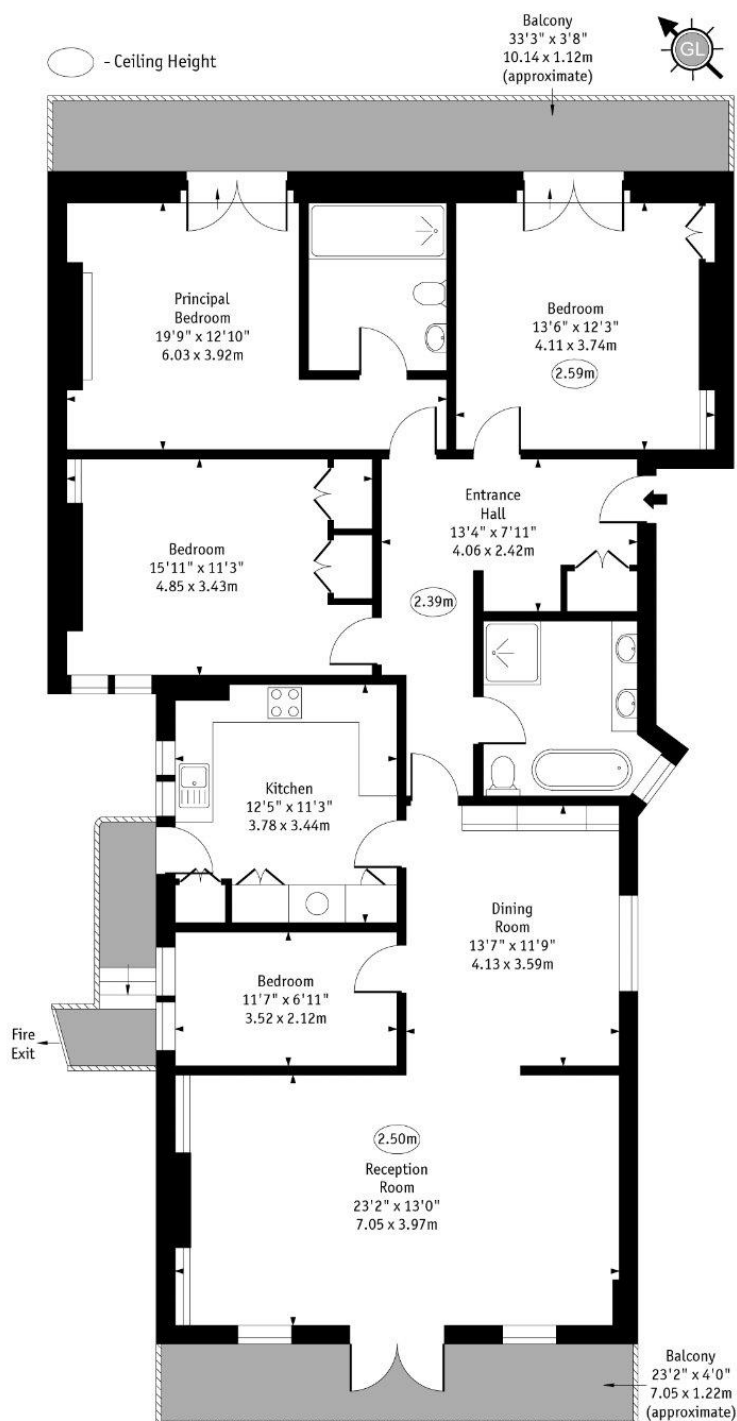 Balcony
33'3" x 3'8"
10.14 x 1.12m
(approximate)
GL
- Ceiling Height
Principal
Bedroom
19'9" x 12'10"
6.03 x 3.92m
Bedroom
13'6" x 12'3"
4.11 x 3.74m
2.59m
Entrance
Hall
13'4" x 7'11"
4.06 x 2.42m
Bedroom
15'11" x 11'3"
4.85 x 3.43m
2.39m
Kitchen
12'5" x 11'3"
3.78 x 3.44m
Dining
Room
13'7" x 11'9"
4.13 x 3.59m
Bedroom
11'7" x 6'11"
3.52 x 2.12m
Fire
Exit
2.50m
Reception
Room
23'2" x 13'0"
7.05 x 3.97m
Balcony
23'2" x 4'0"
7.05 x 1.22m
(approximate)